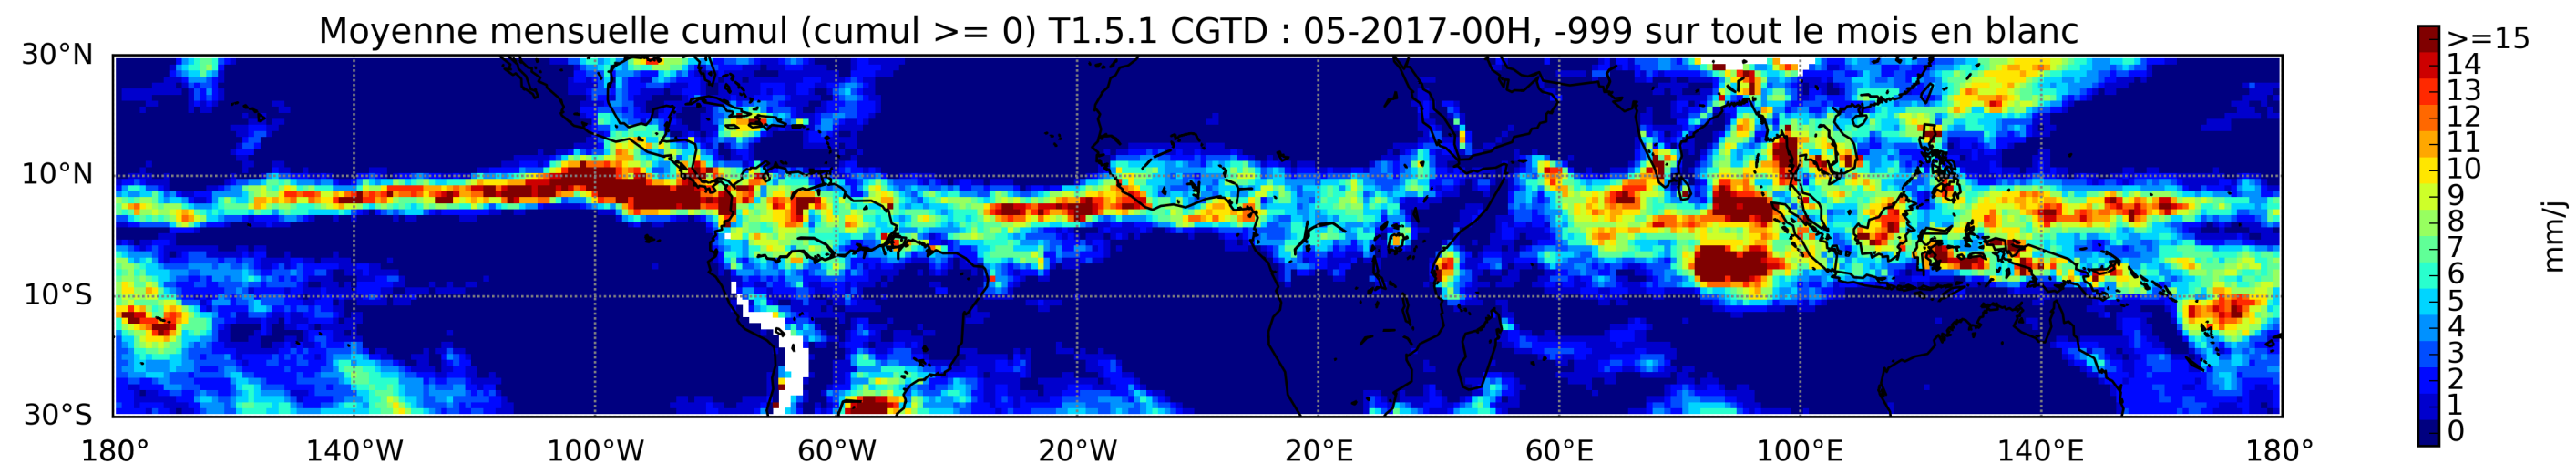 Moyenne mensuelle cumul (cumul >= 0) T1.5.1 CGTD : 05-2017-00H, -999 sur tout le mois en blanc
30°N
10°N
10°S
30°S
180° 140°W 100°W 60°W 20°W 20°E 60°E 100°E 140°E 180°
>=15
14
13
12
11
10
9
8
7
6
5
4
3
2
1
0
mm/j